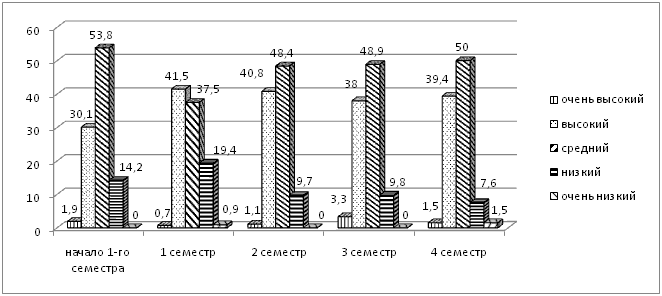 60
50
40
30
20
10
0
1,9
30,1
53,8
14,2
0
0,7
41,5
37,5
19,4
0,9
1,1
40,8
48,4
9,7
0
3,3
38
48,9
9,8
0
1,5
39,4
50
7,6
1,5
начало 1-го
семестра
1 семестр
2 семестр
3 семестр
4 семестр
очень высокий
высокий
средний
низкий
очень низкий